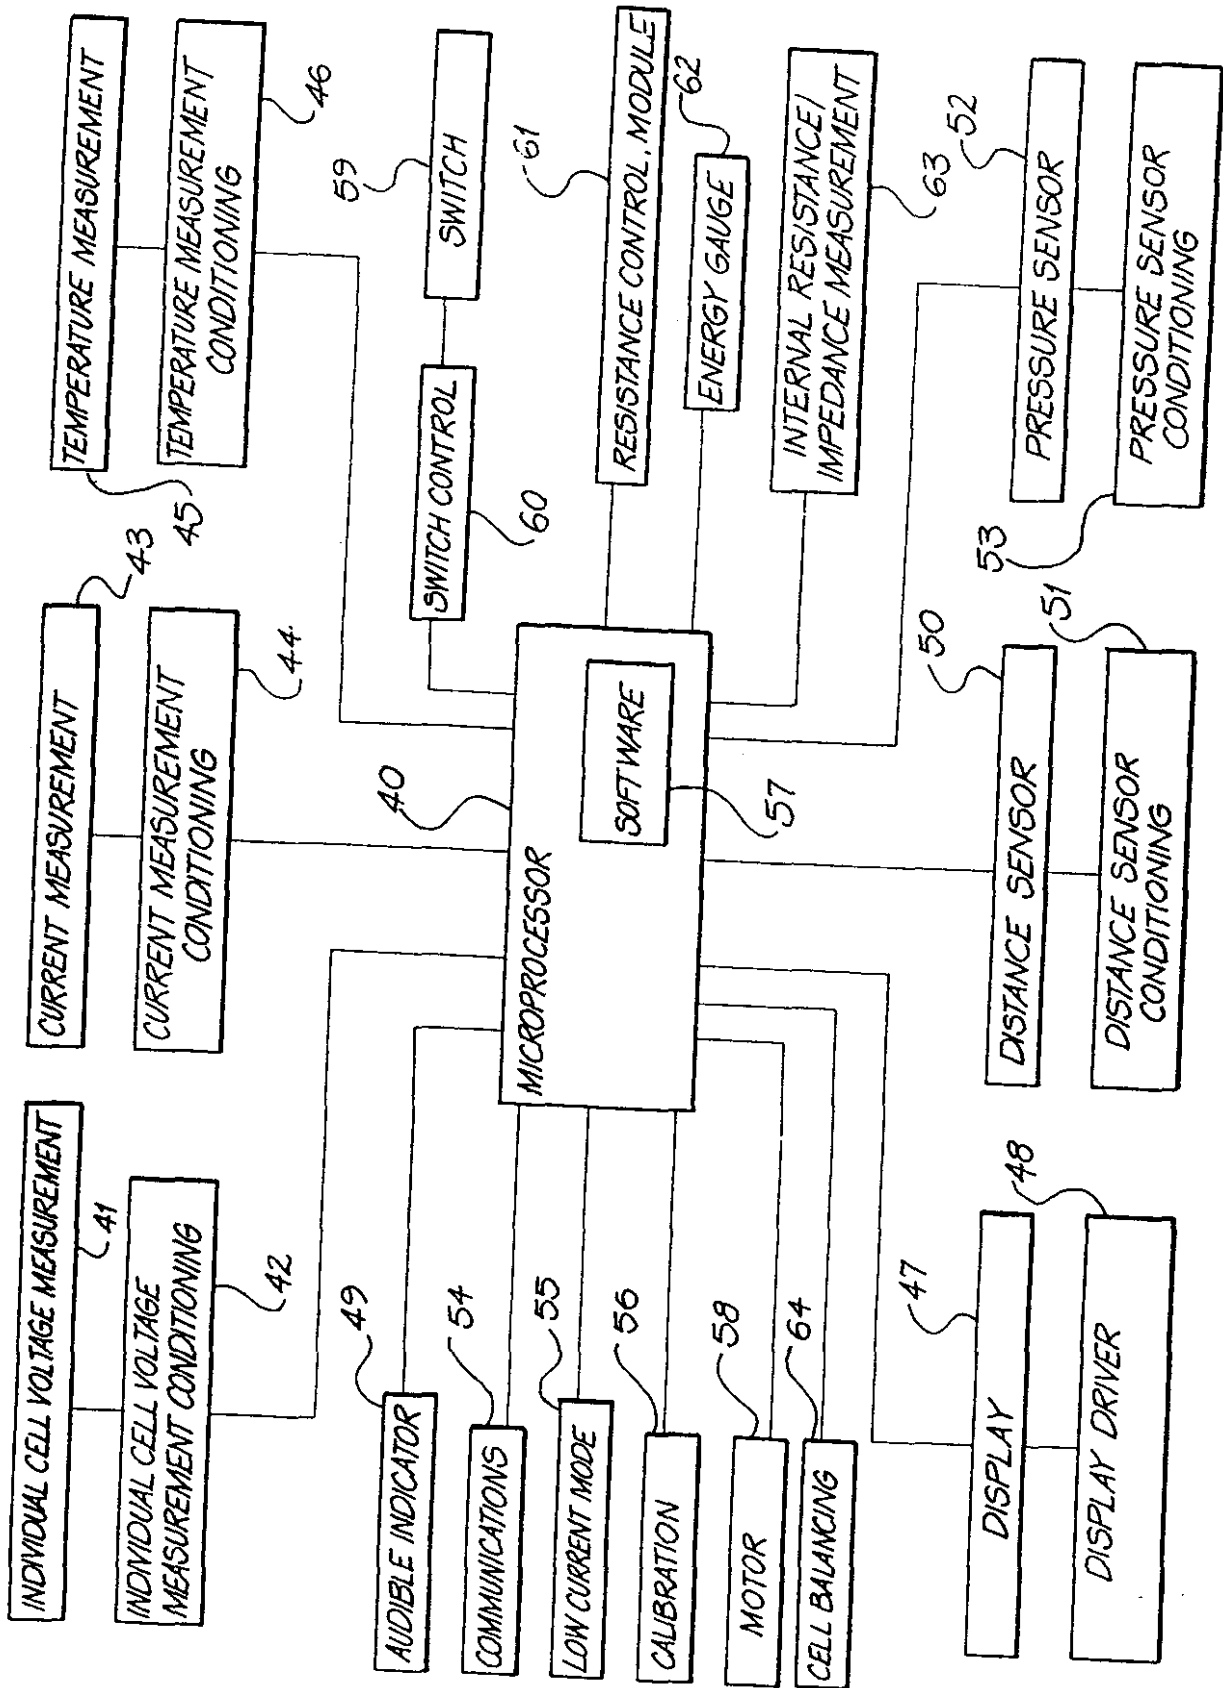 INDIVIDUAL CELL VOLTAGE MEASUREMENT
41
INDIVIDUAL CELL VOLTAGE
MEASUREMENT CONDITIONING
42
CURRENT MEASUREMENT
43
CURRENT MEASUREMENT
CONDITIONING
44
TEMPERATURE MEASUREMENT
45
TEMPERATURE MEASUREMENT
CONDITIONING
46
AUDIBLE INDICATOR
49
COMMUNICATIONS
54
LOW CURRENT MODE
55
CALIBRATION
56
MOTOR
58
CELL BALANCING
64
MICROPROCESSOR
40
SOFTWARE
57
SWITCH CONTROL
60
SWITCH
59
RESISTANCE CONTROL, MODULE
61
ENERGY GAUGE
62
INTERNAL RESISTANCE/
IMPEDANCE MEASUREMENT
63
DISPLAY
47
DISPLAY DRIVER
48
DISTANCE SENSOR
50
DISTANCE SENSOR
CONDITIONING
51
PRESSURE SENSOR
52
PRESSURE SENSOR
CONDITIONING
53